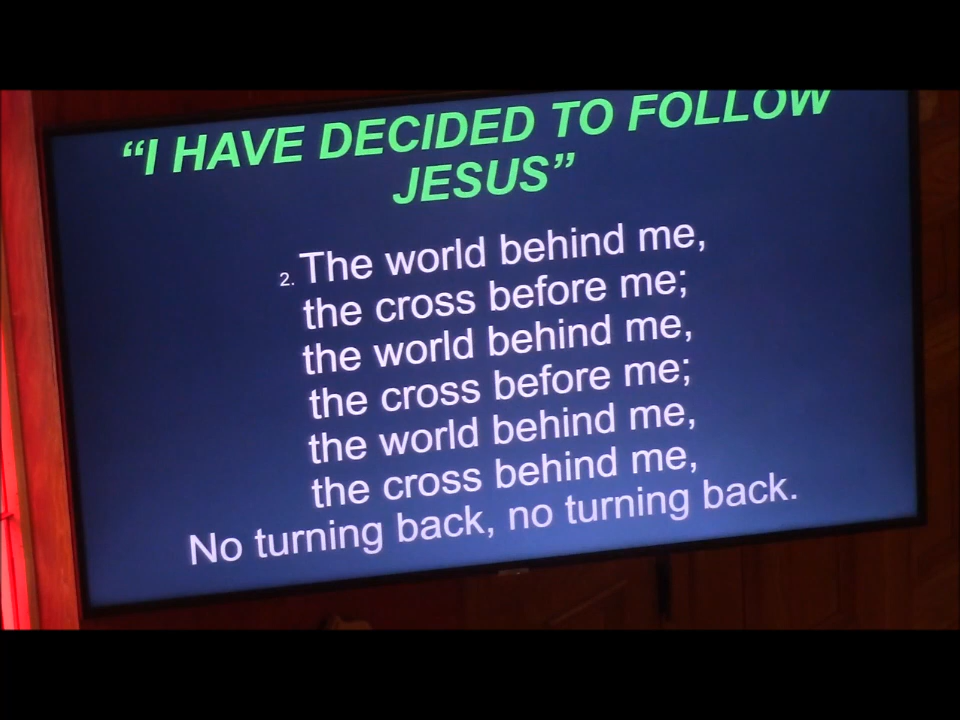 “I HAVE DECIDED TO FOLLOW
JESUS”
2. The world behind me,
the cross before me;
the world behind me,
the cross before me;
the world behind me,
the cross behind me,
No turning back, no turning back.